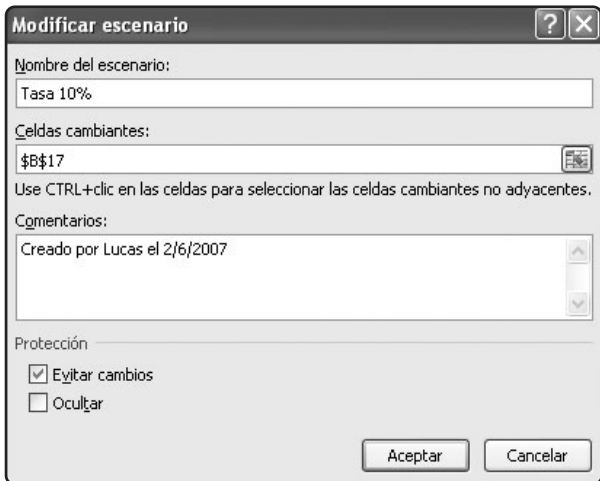 Modificar escenario
Nombre del escenario:
Tasa 10%
Celdas cambiantes:
$B$17
Use CTRL+clic en las celdas para seleccionar las celdas cambiantes no adyacentes.
Comentarios:
Creado por Lucas el 2/6/2007
Protección
Evitar cambios
Ocultar
Aceptar
Cancelar